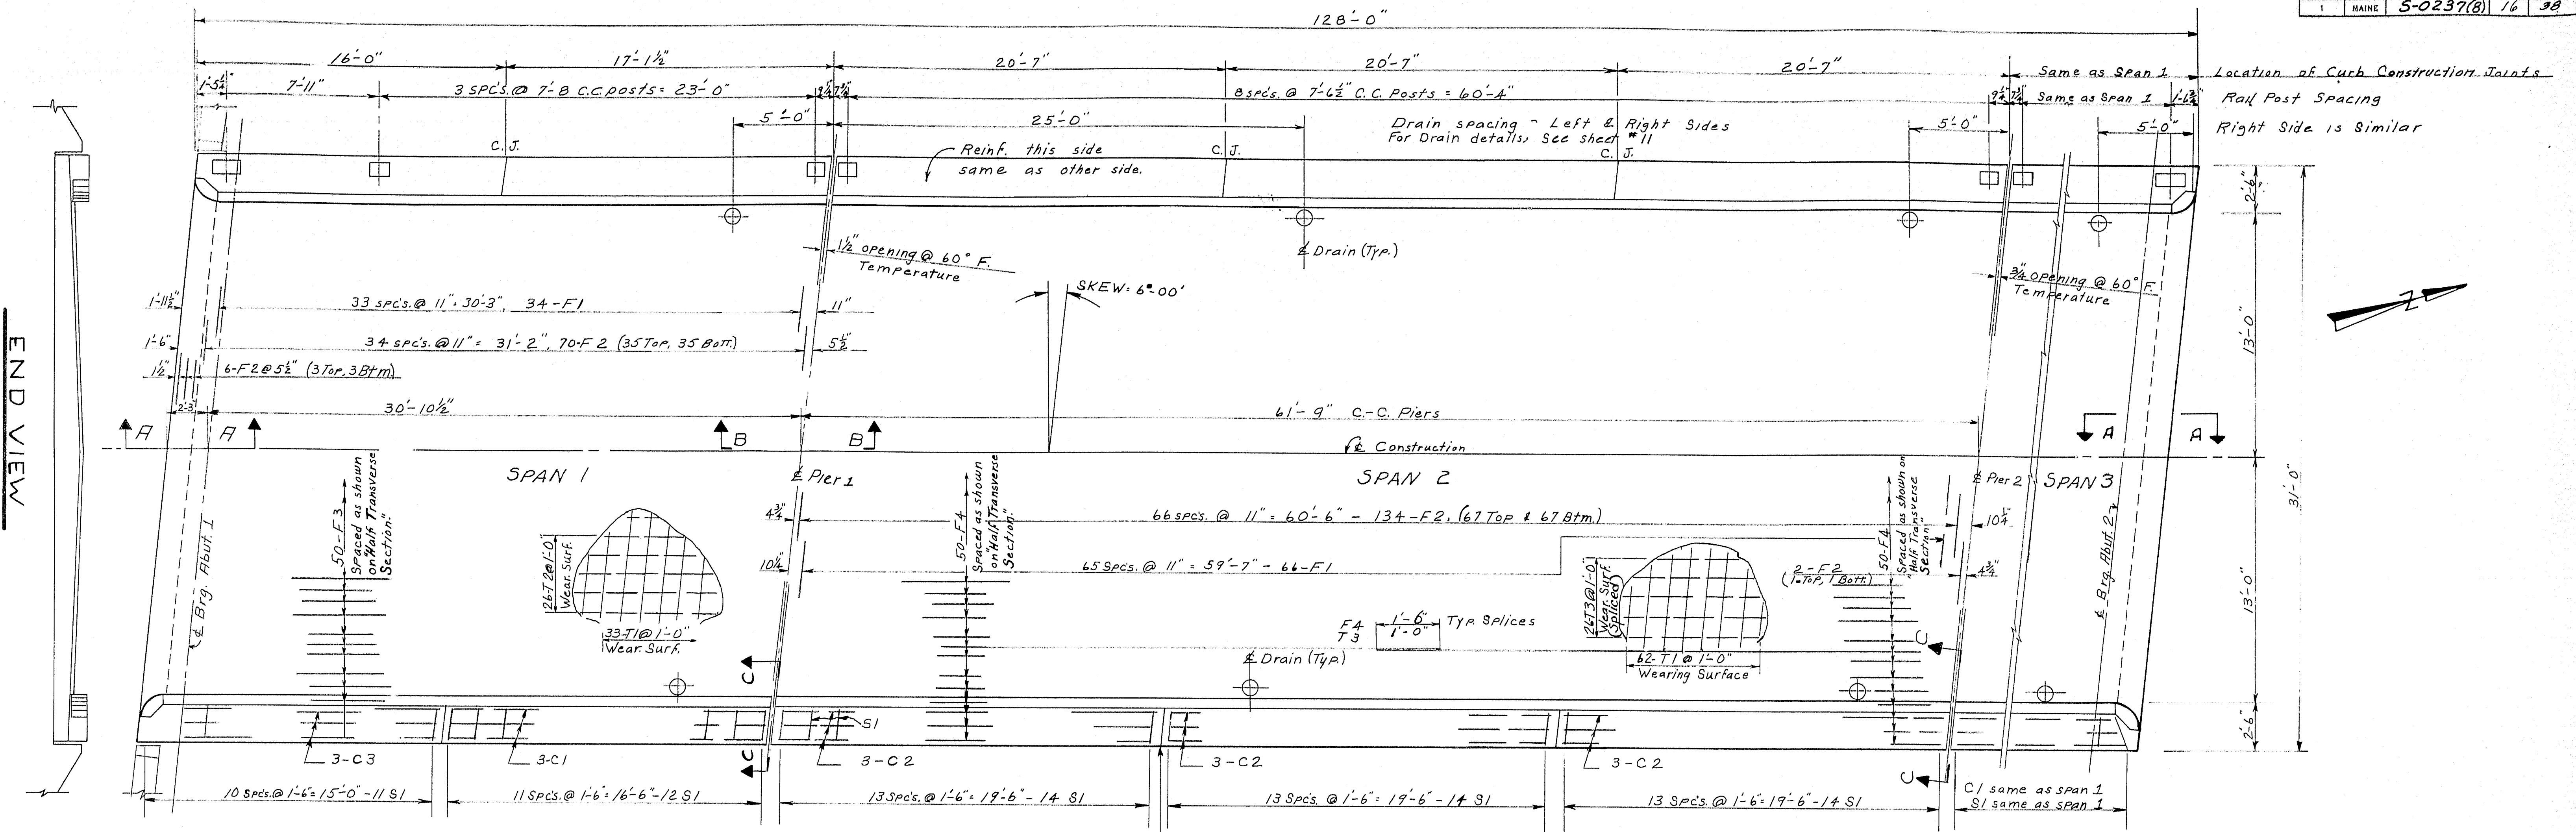 1 MAINE S-0237(8) 16 38
128'-0"
16'-0" 17'-1½" 20'-7" 20'-7" 20'-7" Same as Span 1 Location of Curb Construction Joints
1'-5¼" 7'-11" 3 SPC'S. @ 7'-8 C.C. POSTS = 23'-0" 9¼" 7¾" 8 SPC'S. @ 7'-6½" C.C. POSTS = 60'-4" 9¼" 7¾" Same as Span 1 1'-6¾" Rail Post Spacing
5'-0" 25'-0" Drain spacing - Left & Right Sides 5'-0" 5'-0" Right Side is Similar
For Drain details, See sheet #11
C.J. Reinf. this side C.J. C.J.
same as other side.
2'-6"
1½" opening @ 60° F.
Temperature
℄ Drain (Typ.)
¾" opening @ 60° F.
Temperature
SKEW = 6°-00'
1'-11½" 33 spc's. @ 11" = 30'-3", 34-F1 11"
1'-6" 34 spc's. @ 11" = 31'-2", 70-F2 (35 Top, 35 Bott.) 5½"
1½" 6-F2 @ 5½" (3 Top, 3 Btm)
13'-0"
N
END VIEW
2'-3" 30'-10½" 61'-9" C.-C. Piers
A A B B A A
℄ Construction
SPAN 1 ℄ Pier 1 SPAN 2 ℄ Pier 2 SPAN 3
31'-0"
50-F3
Spaced as shown
on "Half Transverse
Section."
50-F4
Spaced as shown
on "Half Transverse
Section."
50-F4
Spaced as shown on
"Half Transverse
Section"
4¾" 66 spc's. @ 11" = 60'-6" - 134-F2, (67 Top & 67 Btm.) 10¼"
10¼" 65 Spc's. @ 11" = 59'-7" - 66-F1
2-F2 4¾"
(1-Top, 1 Bott.)
℄ Brg. Abut. 1
℄ Brg. Abut. 2
26-T2 @ 1'-0"
Wear. Surf.
33-T1 @ 1'-0"
Wear. Surf.
26-T3 @ 1'-0"
Wear. Surf.
(Spliced)
62-T1 @ 1'-0"
Wearing Surface
13'-0"
F4 1'-6" Typ. Splices
T3 1'-0"
℄ Drain (Typ.)
C C
S1
2'-6"
C C
3-C3 3-C1 3-C2 3-C2 3-C2
10 Spc's. @ 1'-6" = 15'-0" - 11 S1 11 Spc's. @ 1'-6" = 16'-6" - 12 S1 13 Spc's. @ 1'-6" = 19'-6" - 14 S1 13 Spc's. @ 1'-6" = 19'-6" - 14 S1 13 Spc's. @ 1'-6" = 19'-6" - 14 S1 C1 same as span 1
S1 same as span 1